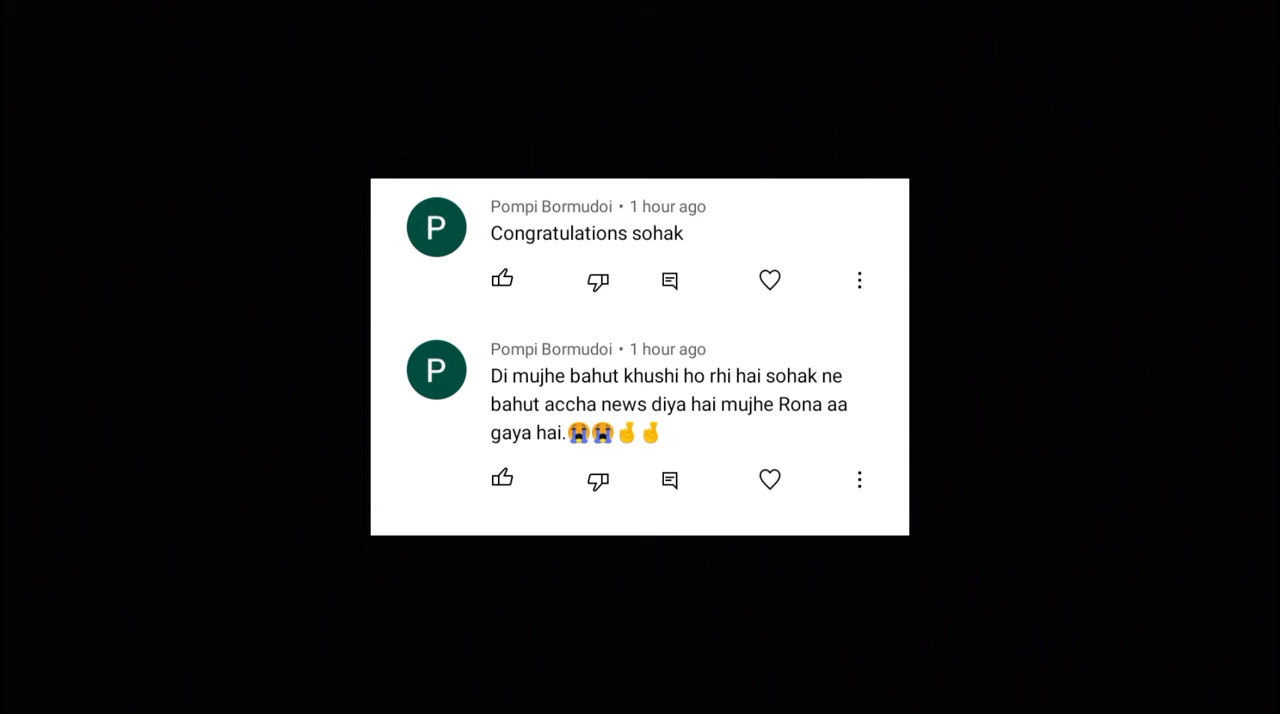 P
Pompi Bormudoi • 1 hour ago
Congratulations sohak
P
Pompi Bormudoi • 1 hour ago
Di mujhe bahut khushi ho rhi hai sohak ne
bahut accha news diya hai mujhe Rona aa
gaya hai.😭😭🤞🤞